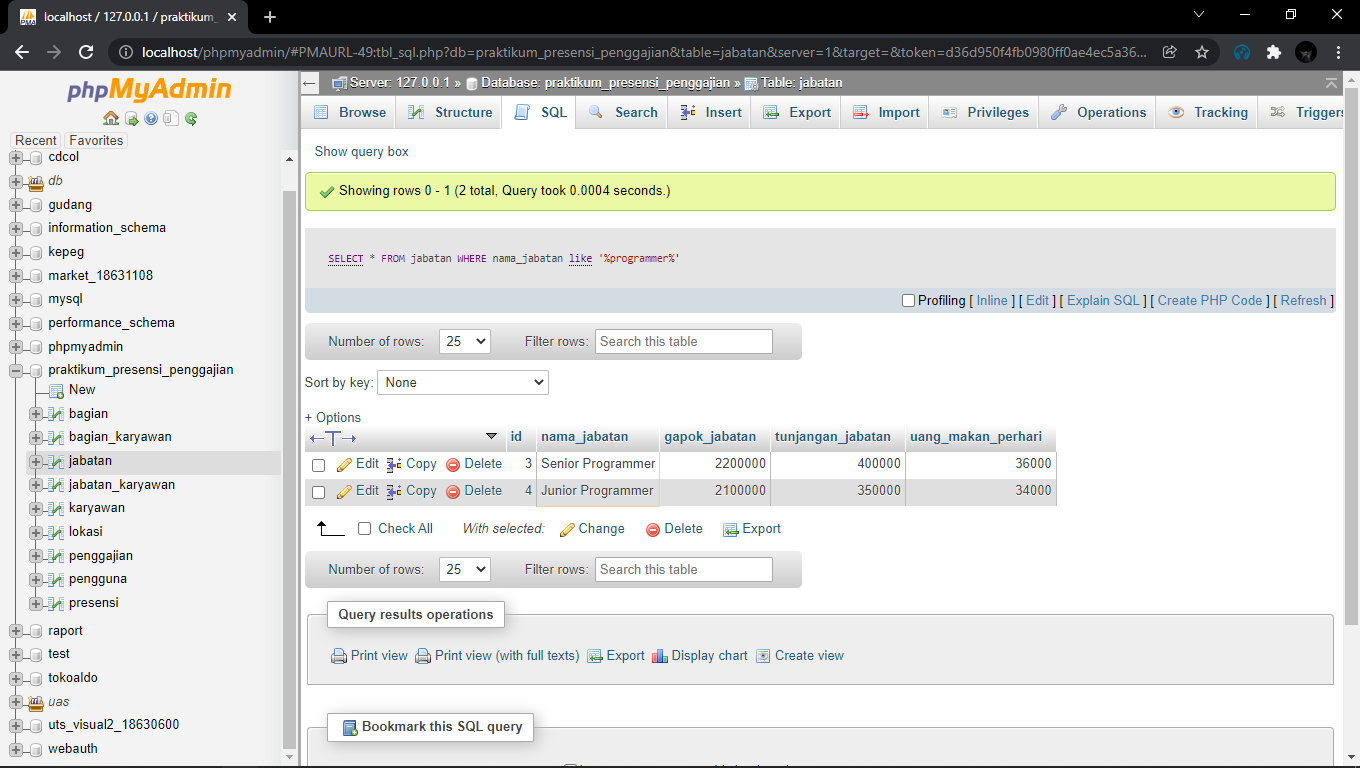 localhost / 127.0.0.1 / praktikum_
localhost/phpmyadmin/#PMAURL-49:tbl_sql.php?db=praktikum_presensi_penggajian&table=jabatan&server=1&target=&token=d36d950f4fb0980ff0ae4ec5a36...
phpMyAdmin
Recent Favorites
cdcol
db
gudang
information_schema
kepeg
market_18631108
mysql
performance_schema
phpmyadmin
praktikum_presensi_penggajian
New
bagian
bagian_karyawan
jabatan
jabatan_karyawan
karyawan
lokasi
penggajian
pengguna
presensi
raport
test
tokoaldo
uas
uts_visual2_18630600
webauth
Server: 127.0.0.1 » Database: praktikum_presensi_penggajian » Table: jabatan
Browse Structure SQL Search Insert Export Import Privileges Operations Tracking Triggers
Show query box
Showing rows 0 - 1 (2 total, Query took 0.0004 seconds.)
SELECT * FROM jabatan WHERE nama_jabatan like '%programmer%'
Profiling [ Inline ] [ Edit ] [ Explain SQL ] [ Create PHP Code ] [ Refresh ]
Number of rows: 25 Filter rows: Search this table
Sort by key: None
+ Options
id nama_jabatan gapok_jabatan tunjangan_jabatan uang_makan_perhari
Edit Copy Delete 3 Senior Programmer 2200000 400000 36000
Edit Copy Delete 4 Junior Programmer 2100000 350000 34000
Check All With selected: Change Delete Export
Number of rows: 25 Filter rows: Search this table
Query results operations
Print view Print view (with full texts) Export Display chart Create view
Bookmark this SQL query